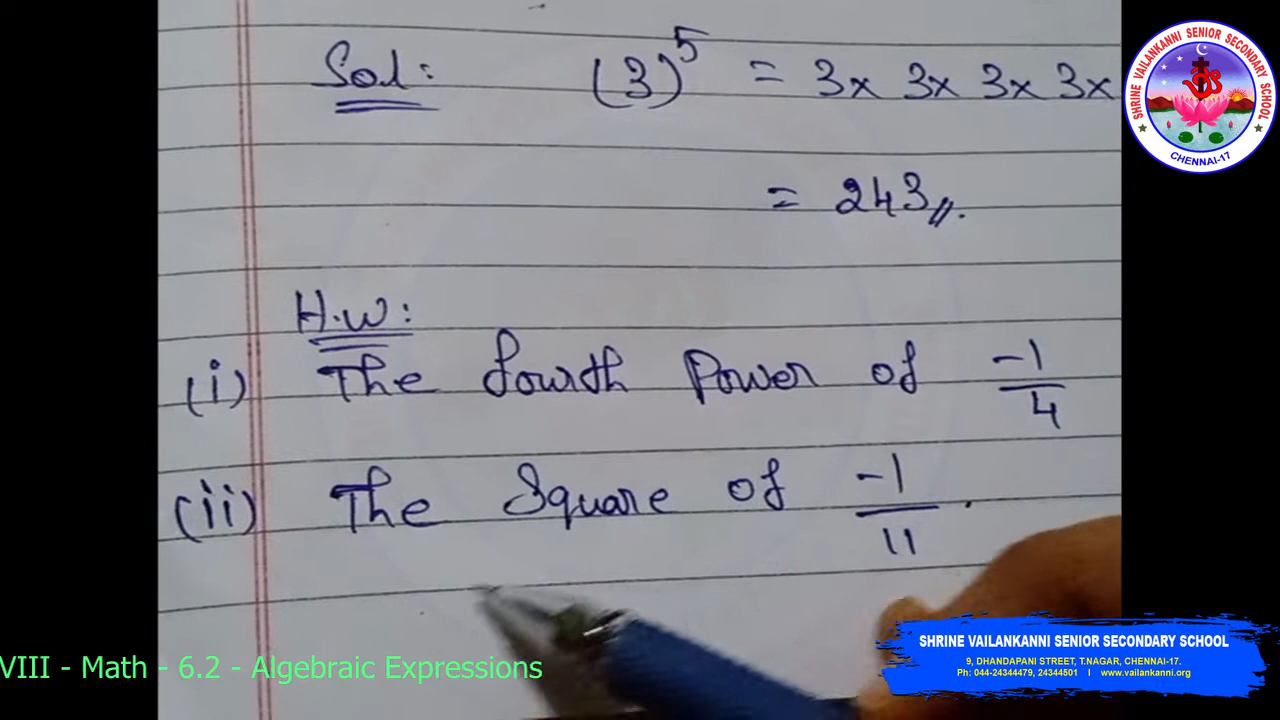 Sol: (3)^5 = 3x 3x 3x 3x
= 243//.
H.W:
(i) The fourth Power of -1/4
(ii) The Square of -1/11.
SHRINE VAILANKANNI SENIOR SECONDARY SCHOOL
CHENNAI-17
VIII - Math - 6.2 - Algebraic Expressions
SHRINE VAILANKANNI SENIOR SECONDARY SCHOOL
9, DHANDAPANI STREET, T.NAGAR, CHENNAI-17.
Ph: 044-24344479, 24344501 I www.vailankanni.org